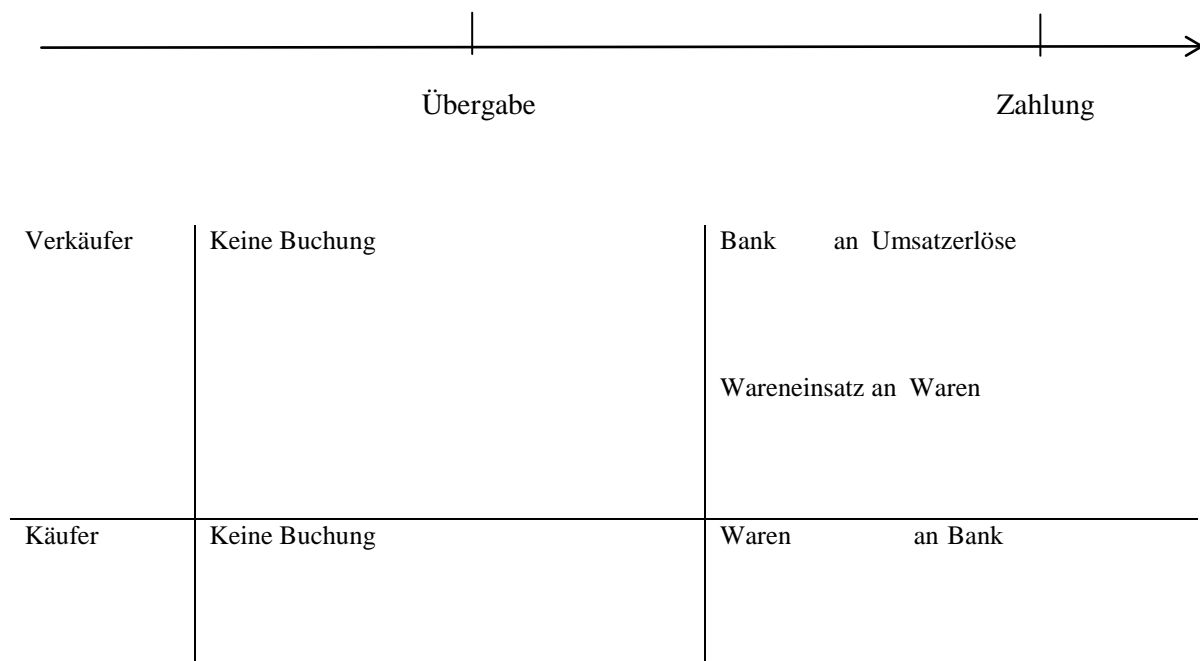 Übergabe Zahlung
Verkäufer Keine Buchung Bank an Umsatzerlöse
Wareneinsatz an Waren
Käufer Keine Buchung Waren an Bank